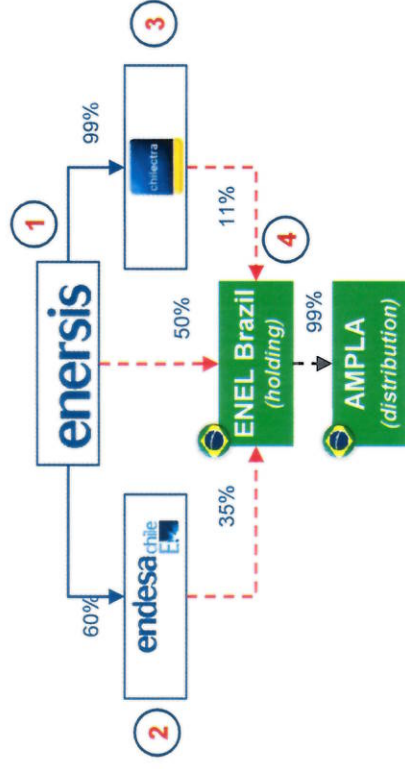 1
enersis
60%
99%
2
endesa chile
3
chilectra
50%
35%
11%
4
ENEL Brazil
(holding)
99%
AMPLA
(distribution)